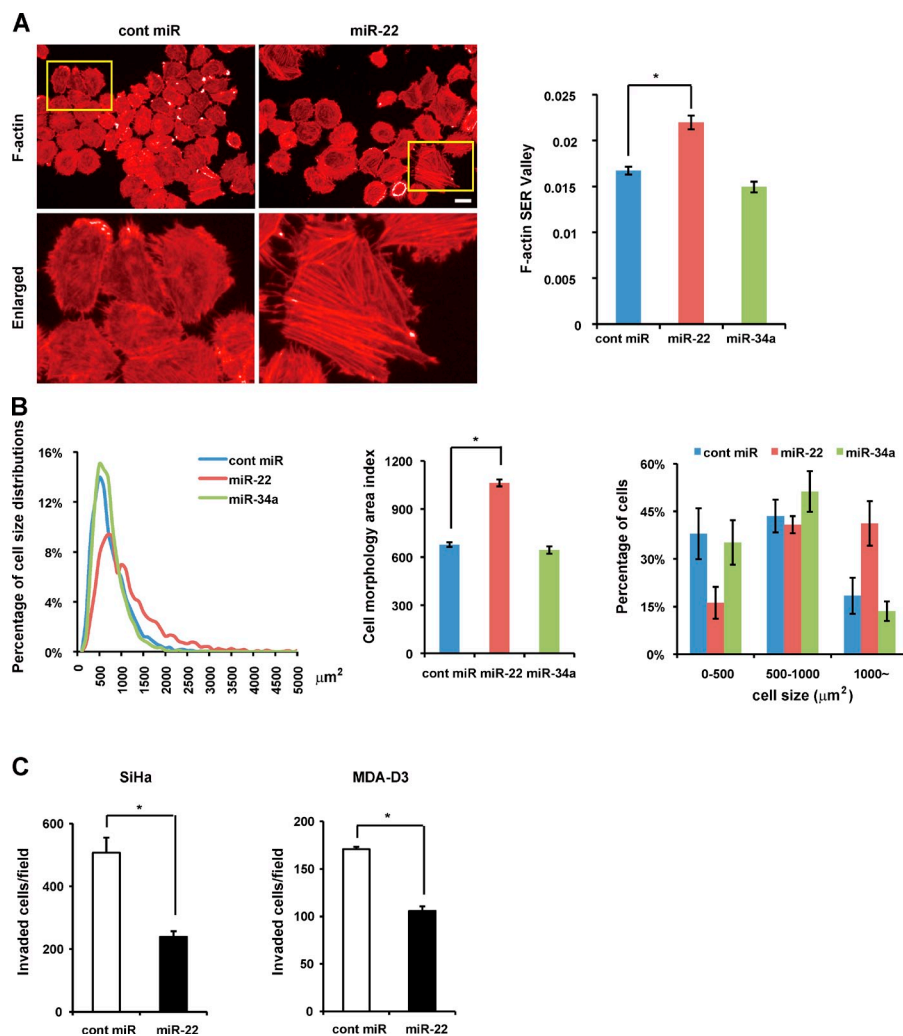 A
cont miR
miR-22
F-actin
Enlarged
*
F-actin SER Valley
0.025
0.02
0.015
0.01
0.005
0
cont miR
miR-22
miR-34a
B
Percentage of cell size distributions
16%
12%
8%
4%
0%
cont miR
miR-22
miR-34a
0
500
1000
1500
2000
2500
3000
3500
4000
4500
5000
μm²
*
Cell morphology area index
1200
900
600
300
0
cont miR
miR-22
miR-34a
cont miR
miR-22
miR-34a
Percentage of cells
60%
45%
30%
15%
0%
0-500
500-1000
1000~
cell size (μm²)
C
SiHa
*
Invaded cells/field
600
400
200
0
cont miR
miR-22
MDA-D3
*
Invaded cells/field
200
150
100
50
0
cont miR
miR-22